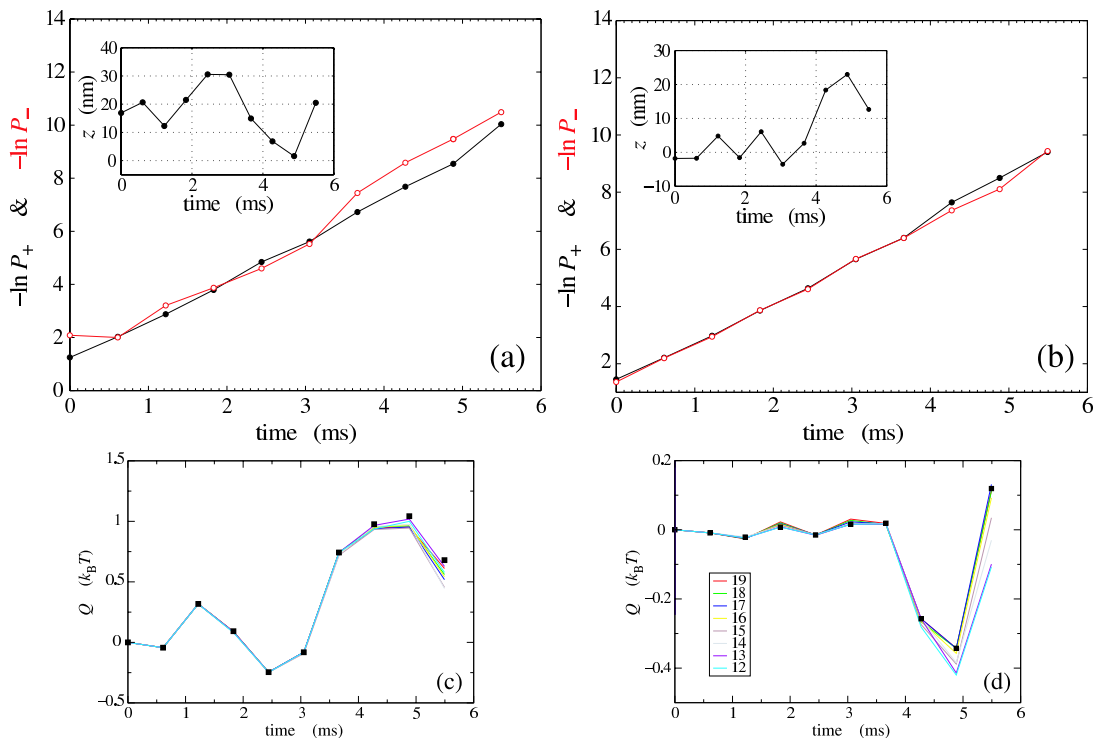 14
12
10
8
6
4
2
0
−ln P+ & −ln P−
0 1 2 3 4 5 6
time (ms)
(a)
40
30
20
10
0
z (nm)
0 2 4 6
time (ms)
14
12
10
8
6
4
2
−ln P+ & −ln P−
0 1 2 3 4 5 6
time (ms)
(b)
30
20
10
0
−10
z (nm)
0 2 4 6
time (ms)
1.5
1
0.5
0
−0.5
Q (kBT)
0 1 2 3 4 5 6
time (ms)
(c)
0.2
0
−0.2
−0.4
Q (kBT)
19
18
17
16
15
14
13
12
0 1 2 3 4 5 6
time (ms)
(d)